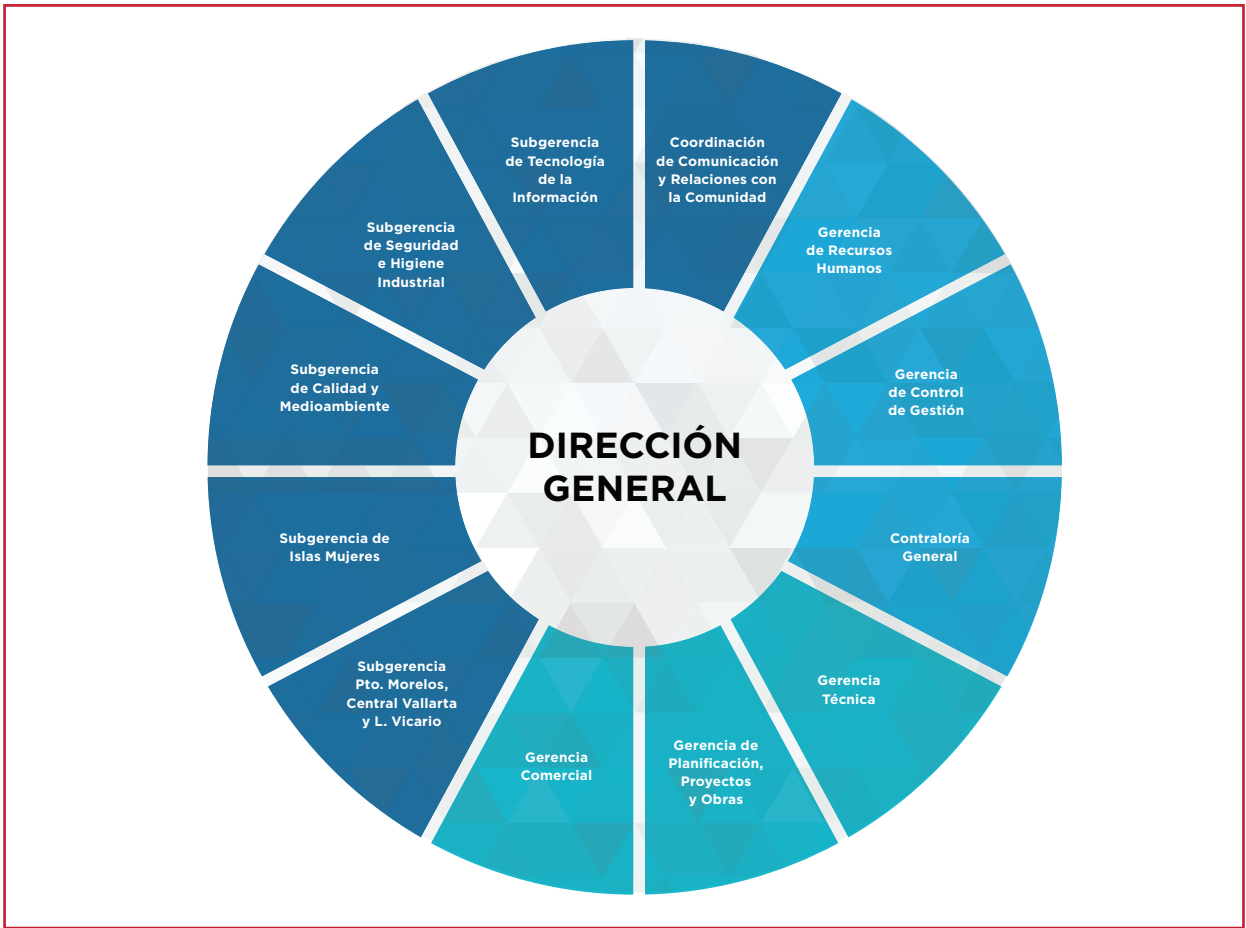 Subgerencia
de Tecnología
de la
Información
Coordinación
de Comunicación
y Relaciones con
la Comunidad
Gerencia
de Recursos
Humanos
Gerencia
de Control
de Gestión
Contraloría
General
Gerencia
Técnica
Gerencia de
Planificación,
Proyectos
y Obras
Gerencia
Comercial
Subgerencia
Pto. Morelos,
Central Vallarta
y L. Vicario
Subgerencia de
Islas Mujeres
Subgerencia
de Calidad y
Medioambiente
Subgerencia
de Seguridad
e Higiene
Industrial
DIRECCIÓN
GENERAL